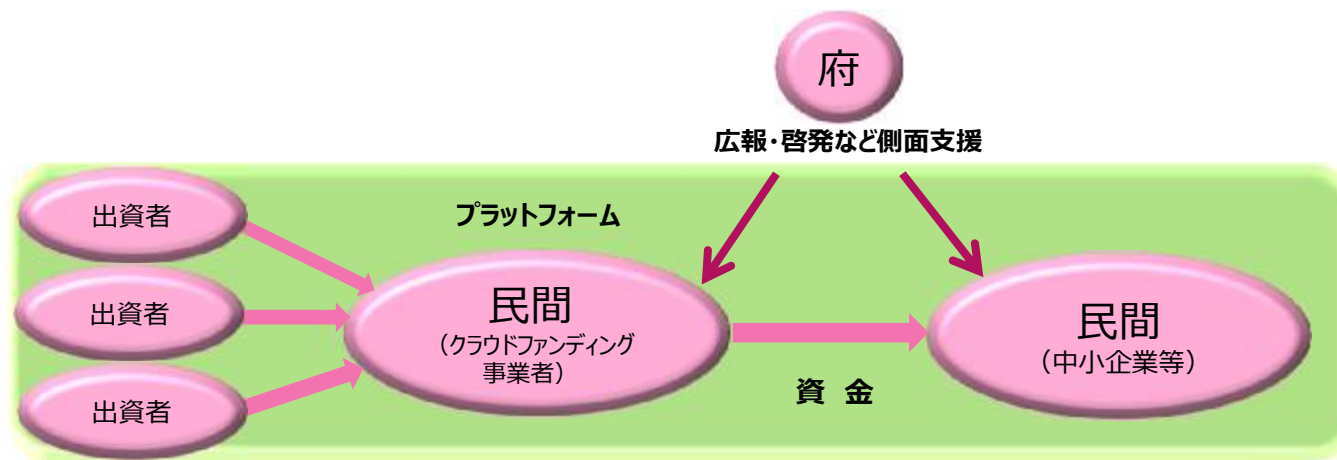 府
広報・啓発など側面支援
出資者
プラットフォーム
出資者
民間
（クラウドファンディング
事業者）
民間
（中小企業等）
資 金
出資者